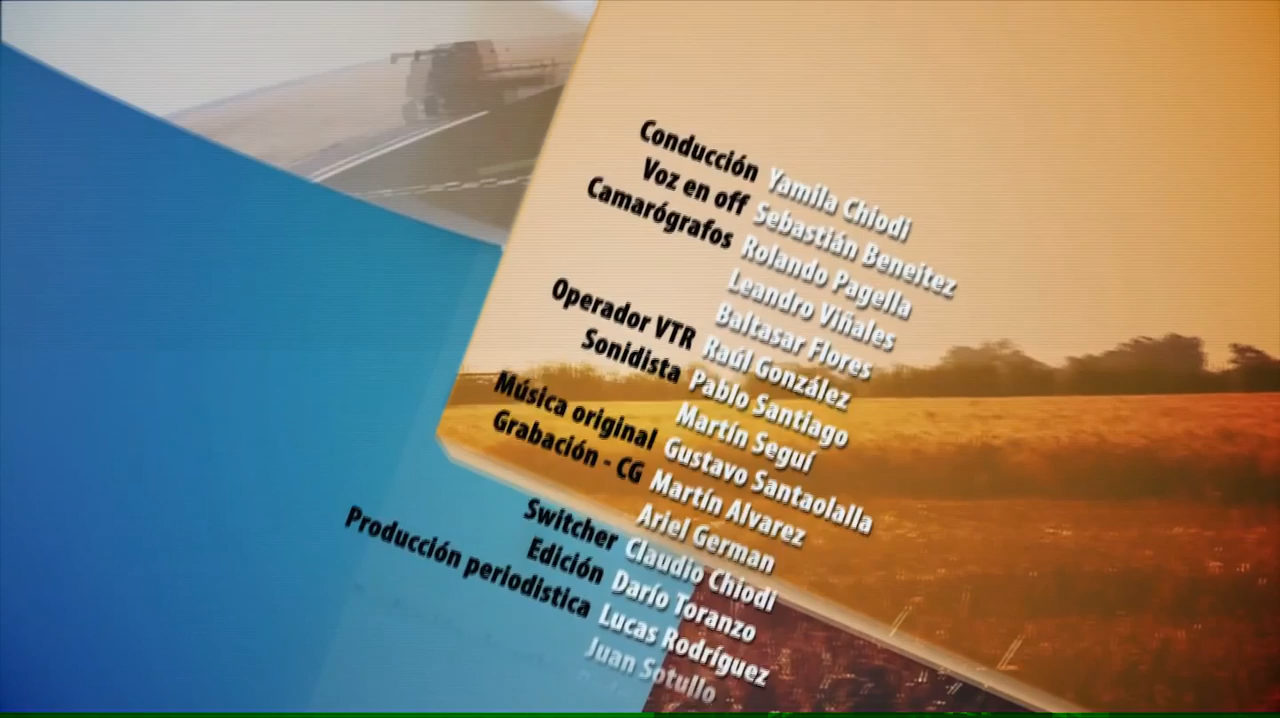 Conducción Yamila Chiodi
Voz en off Sebastián Beneitez
Camarógrafos Rolando Pagella
Leandro Viñales
Baltasar Flores
Operador VTR Raúl González
Sonidista Pablo Santiago
Martín Seguí
Música original Gustavo Santaolalla
Grabación - CG Martín Alvarez
Ariel German
Switcher Claudio Chiodi
Edición Darío Toranzo
Producción periodistica Lucas Rodríguez
Juan Sotullo